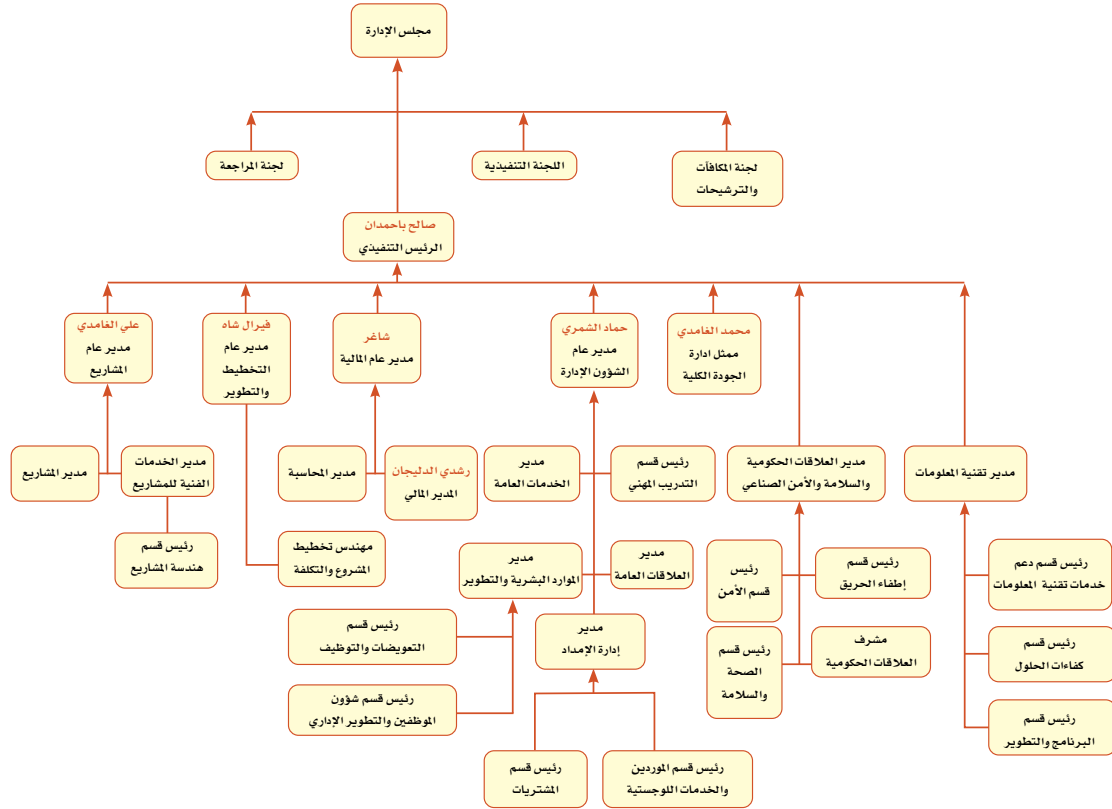 مجلس الإدارة
لجنة المكافآت
والترشيحات
اللجنة التنفيذية
لجنة المراجعة
صالح باحمدان
الرئيس التنفيذي
محمد الغامدي
ممثل ادارة
الجودة الكلية
حماد الشمري
مدير عام
الشؤون الإدارة
شاغر
مدير عام المالية
فيرال شاه
مدير عام
التخطيط
والتطوير
علي الغامدي
مدير عام
المشاريع
مدير تقنية المعلومات
مدير العلاقات الحكومية
والسلامة والأمن الصناعي
رئيس قسم
التدريب المهني
مدير
الخدمات العامة
رشدي الدليجان
المدير المالي
مدير المحاسبة
مدير الخدمات
الفنية للمشاريع
مدير المشاريع
رئيس قسم
هندسة المشاريع
مهندس تخطيط
المشروع والتكلفة
مدير
العلاقات العامة
مدير
الموارد البشرية والتطوير
رئيس قسم
التعويضات والتوظيف
رئيس قسم شؤون
الموظفين والتطوير الإداري
مدير
إدارة الإمداد
رئيس قسم الموردين
والخدمات اللوجستية
رئيس قسم
المشتريات
رئيس قسم
إطفاء الحريق
رئيس
قسم الأمن
مشرف
العلاقات الحكومية
رئيس قسم
الصحة
والسلامة
رئيس قسم دعم
خدمات تقنية المعلومات
رئيس قسم
كفاءات الحلول
رئيس قسم
البرنامج والتطوير